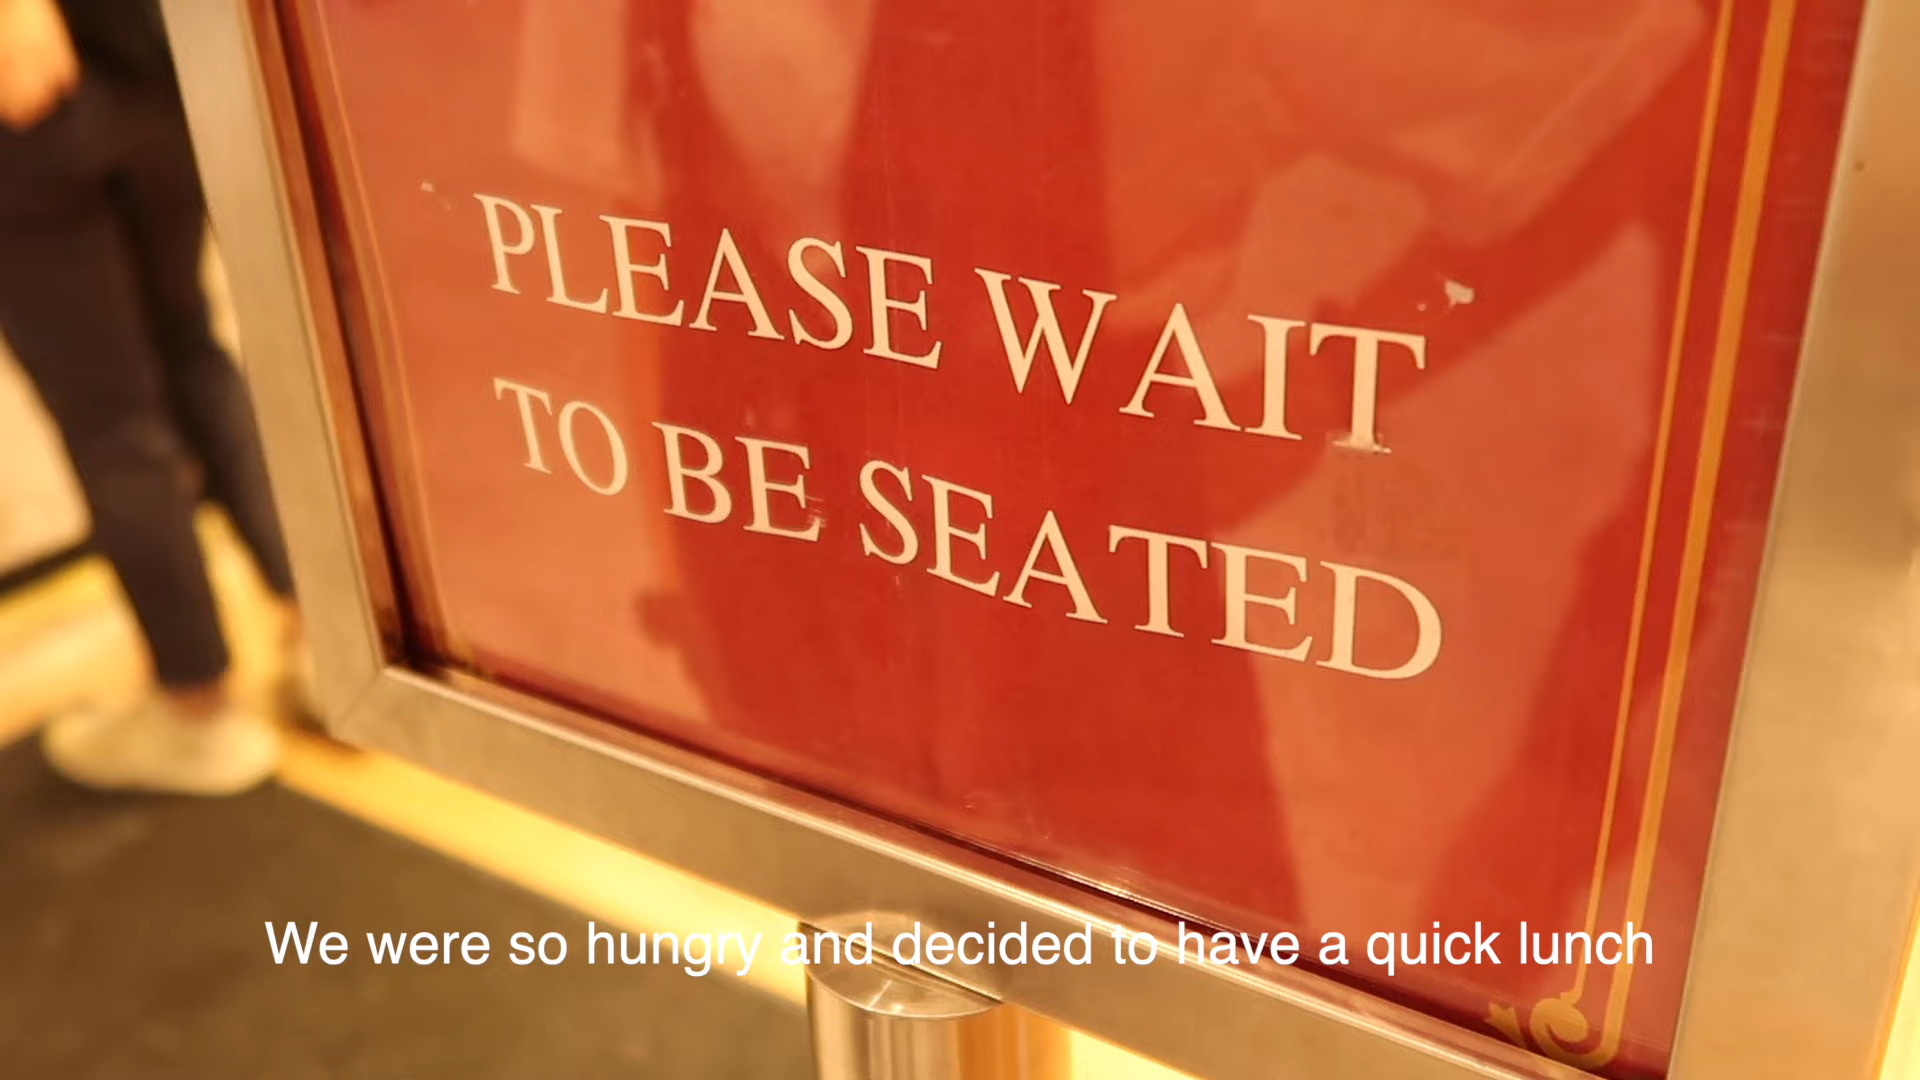 PLEASE WAIT
TO BE SEATED
We were so hungry and decided to have a quick lunch